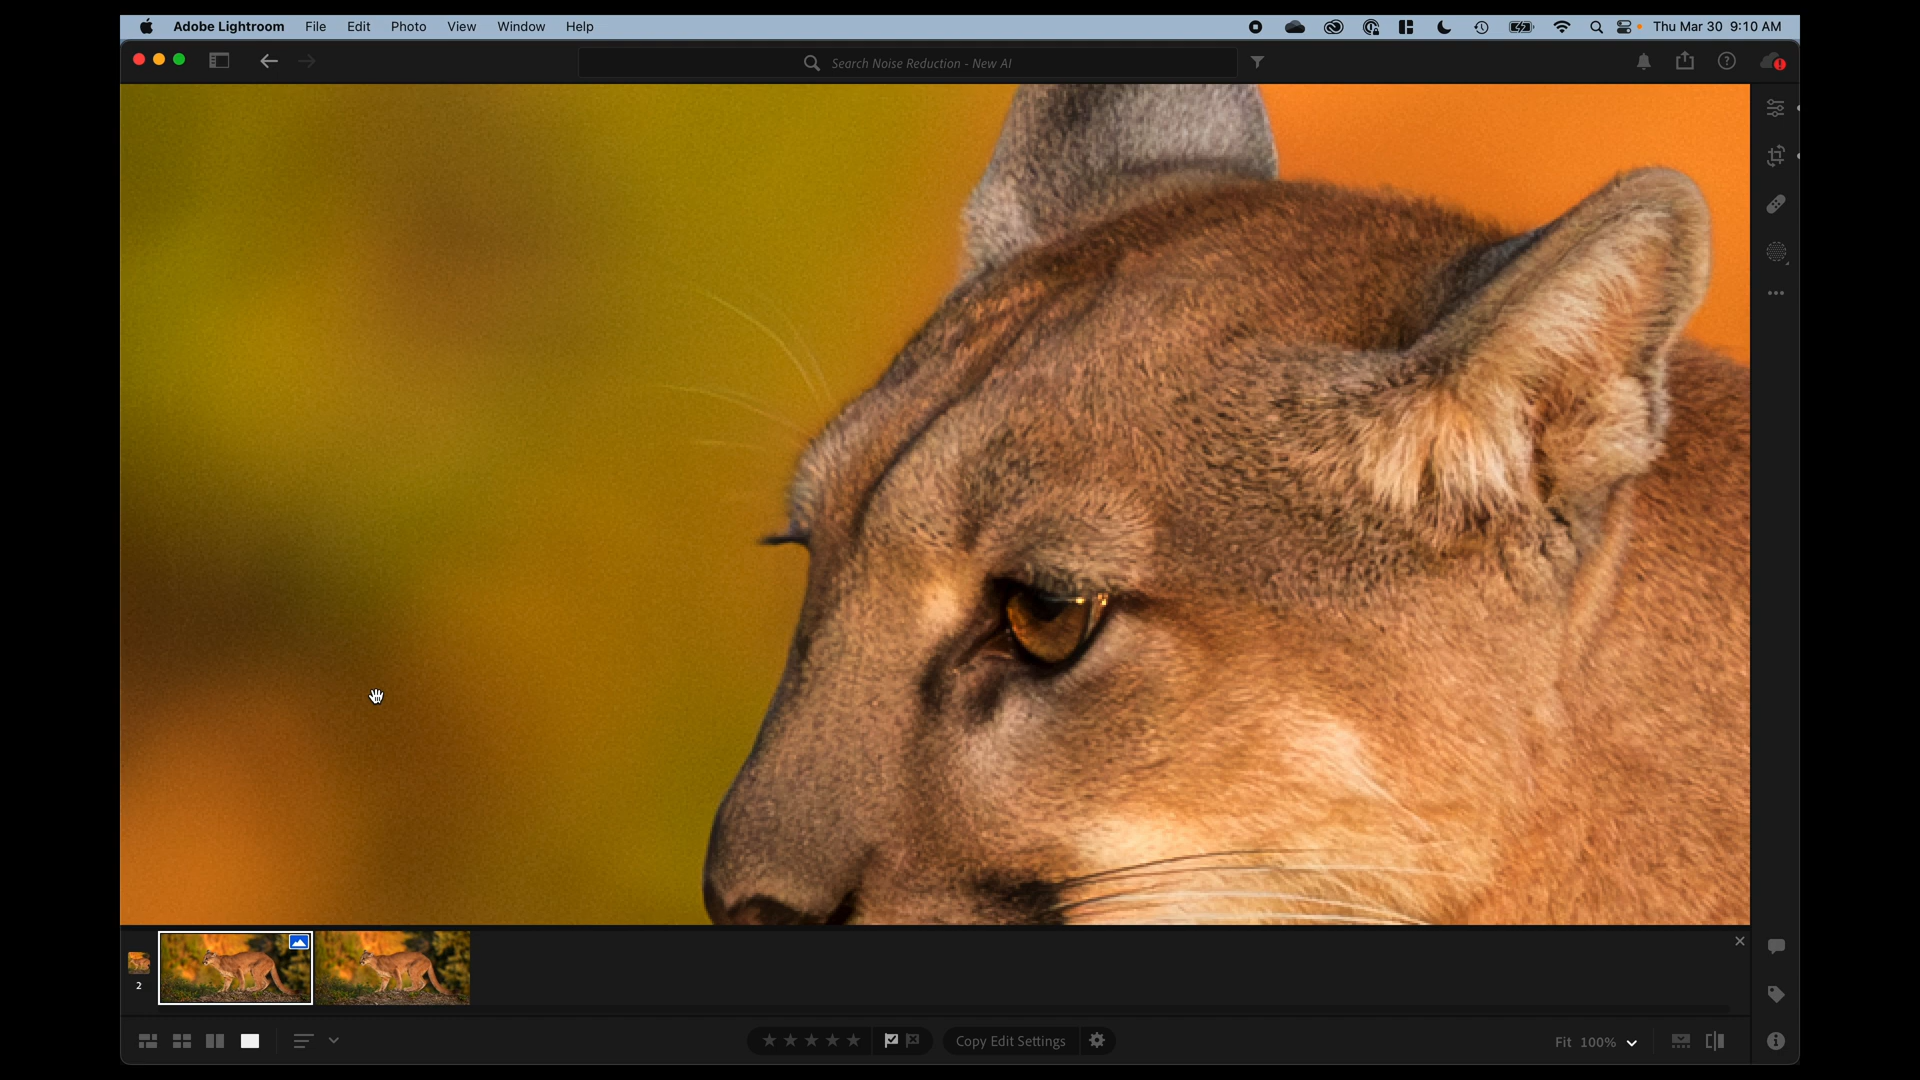 Adobe Lightroom File Edit Photo View Window Help Thu Mar 30 9:10 AM
Search Noise Reduction - New AI
2
Copy Edit Settings Fit 100%